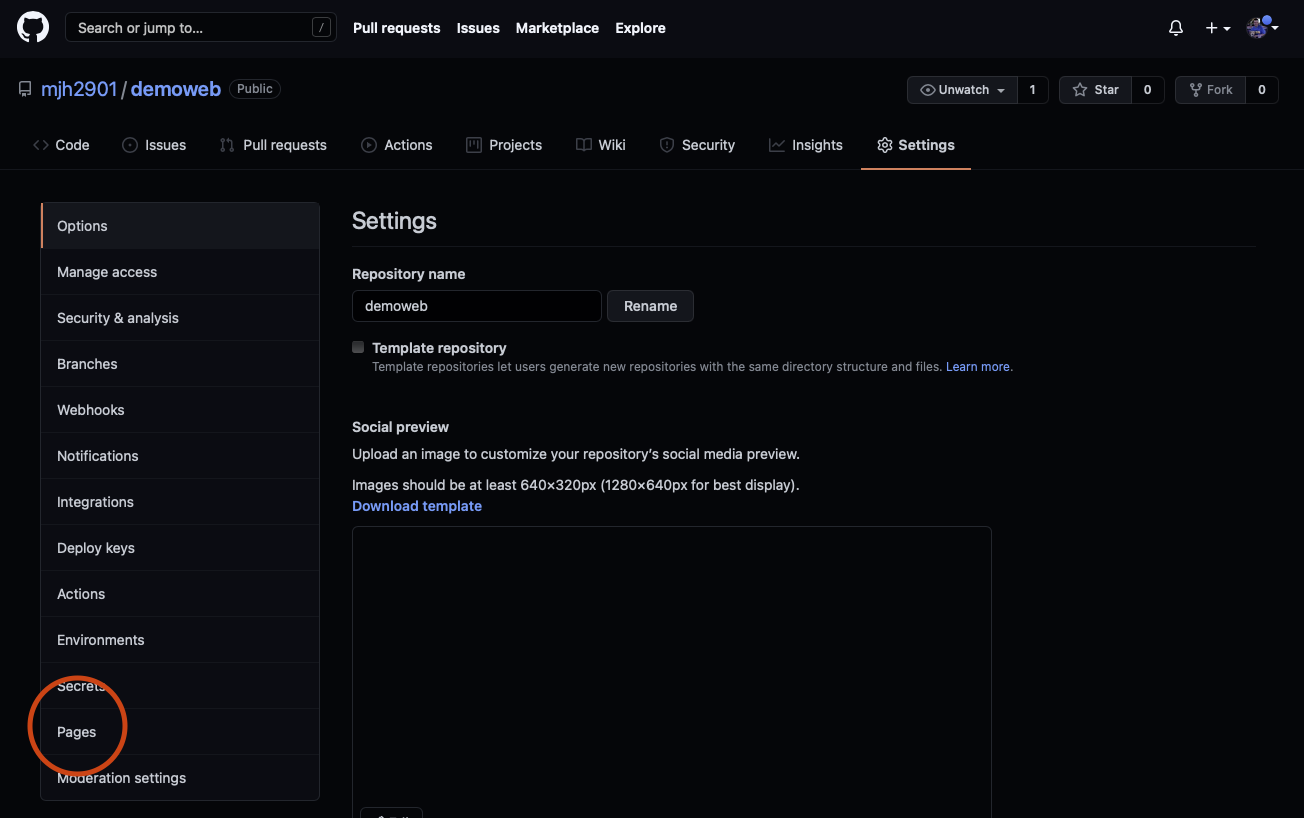 Search or jump to... /
Pull requests Issues Marketplace Explore
mjh2901/demoweb Public
Unwatch 1 Star 0 Fork 0
Code Issues Pull requests Actions Projects Wiki Security Insights Settings
Options
Manage access
Security & analysis
Branches
Webhooks
Notifications
Integrations
Deploy keys
Actions
Environments
Secrets
Pages
Moderation settings
Settings
Repository name
demoweb Rename
Template repository
Template repositories let users generate new repositories with the same directory structure and files. Learn more.
Social preview
Upload an image to customize your repository’s social media preview.
Images should be at least 640×320px (1280×640px for best display).
Download template